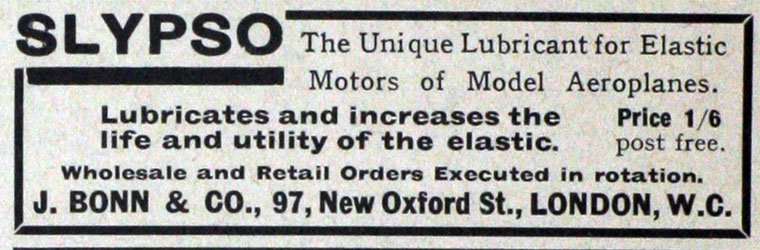 SLYPSO The Unique Lubricant for Elastic
Motors of Model Aeroplanes.
Lubricates and increases the Price 1/6
life and utility of the elastic. post free.
Wholesale and Retail Orders Executed in rotation.
J. BONN & CO., 97, New Oxford St., LONDON, W.C.